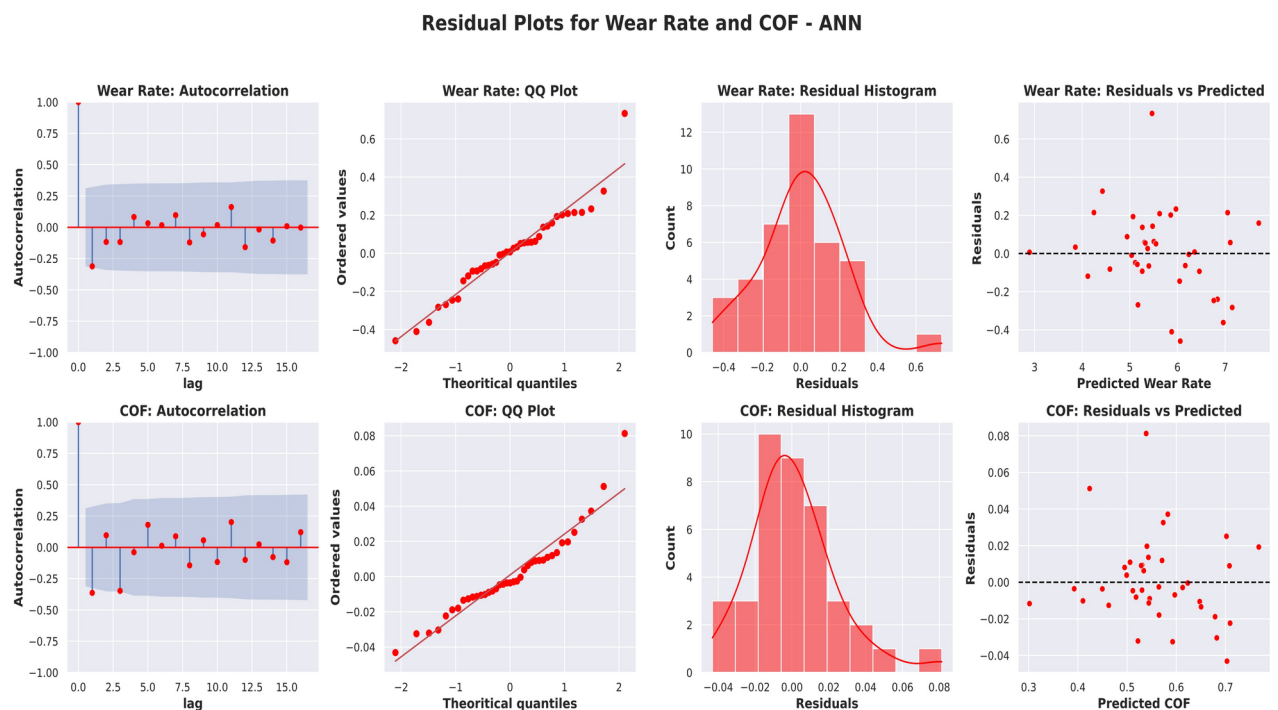 Residual Plots for Wear Rate and COF - ANN
Wear Rate: Autocorrelation
1.00
0.75
0.50
0.25
0.00
−0.25
−0.50
−0.75
−1.00
Autocorrelation
0.0 2.5 5.0 7.5 10.0 12.5 15.0
lag
Wear Rate: QQ Plot
0.6
0.4
0.2
0.0
−0.2
−0.4
Ordered values
−2 −1 0 1 2
Theoritical quantiles
Wear Rate: Residual Histogram
12
10
8
6
4
2
0
Count
−0.4 −0.2 0.0 0.2 0.4 0.6
Residuals
Wear Rate: Residuals vs Predicted
0.6
0.4
0.2
0.0
−0.2
−0.4
Residuals
3 4 5 6 7
Predicted Wear Rate
COF: Autocorrelation
1.00
0.75
0.50
0.25
0.00
−0.25
−0.50
−0.75
−1.00
Autocorrelation
0.0 2.5 5.0 7.5 10.0 12.5 15.0
lag
COF: QQ Plot
0.08
0.06
0.04
0.02
0.00
−0.02
−0.04
Ordered values
−2 −1 0 1 2
Theoritical quantiles
COF: Residual Histogram
10
8
6
4
2
0
Count
−0.04 −0.02 0.00 0.02 0.04 0.06 0.08
Residuals
COF: Residuals vs Predicted
0.08
0.06
0.04
0.02
0.00
−0.02
−0.04
Residuals
0.3 0.4 0.5 0.6 0.7
Predicted COF